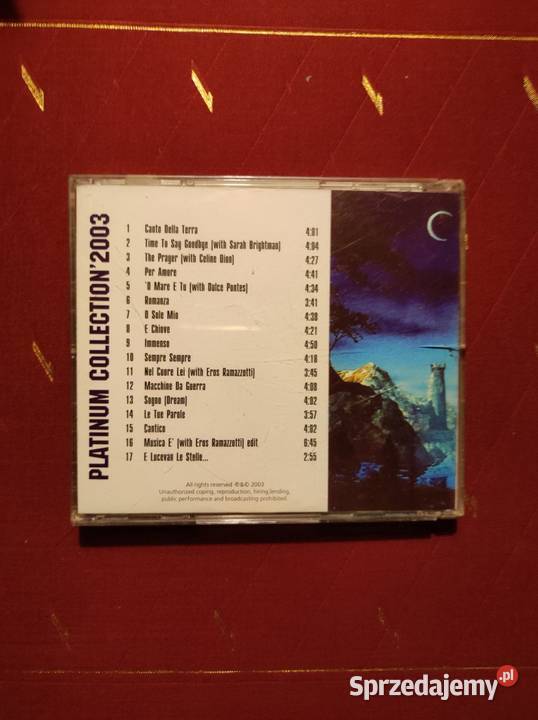 PLATINUM COLLECTION'2003
1 Canto Della Terra 4:01
2 Time To Say Goodbye (with Sarah Brightman) 4:04
3 The Prayer (with Celine Dion) 4:27
4 Per Amore 4:41
5 'O Mare E Tu (with Dulce Pontes) 4:34
6 Romanza 3:41
7 O Sole Mio 4:38
8 'E Chiove 4:21
9 Immenso 4:50
10 Sempre Sempre 4:18
11 Nel Cuore Lei (with Eros Ramazzotti) 3:45
12 Macchine Da Guerra 4:08
13 Sogno (Dream) 4:02
14 Le Tue Parole 3:57
15 Cantico 4:02
16 Musica E' (with Eros Ramazzotti) edit 6:45
17 E Lucevan Le Stelle... 2:55
All rights reserved ℗&© 2003
Unauthorized coping, reproduction, hiring, lending,
public performance and broadcasting prohibited.
Sprzedajemy.pl